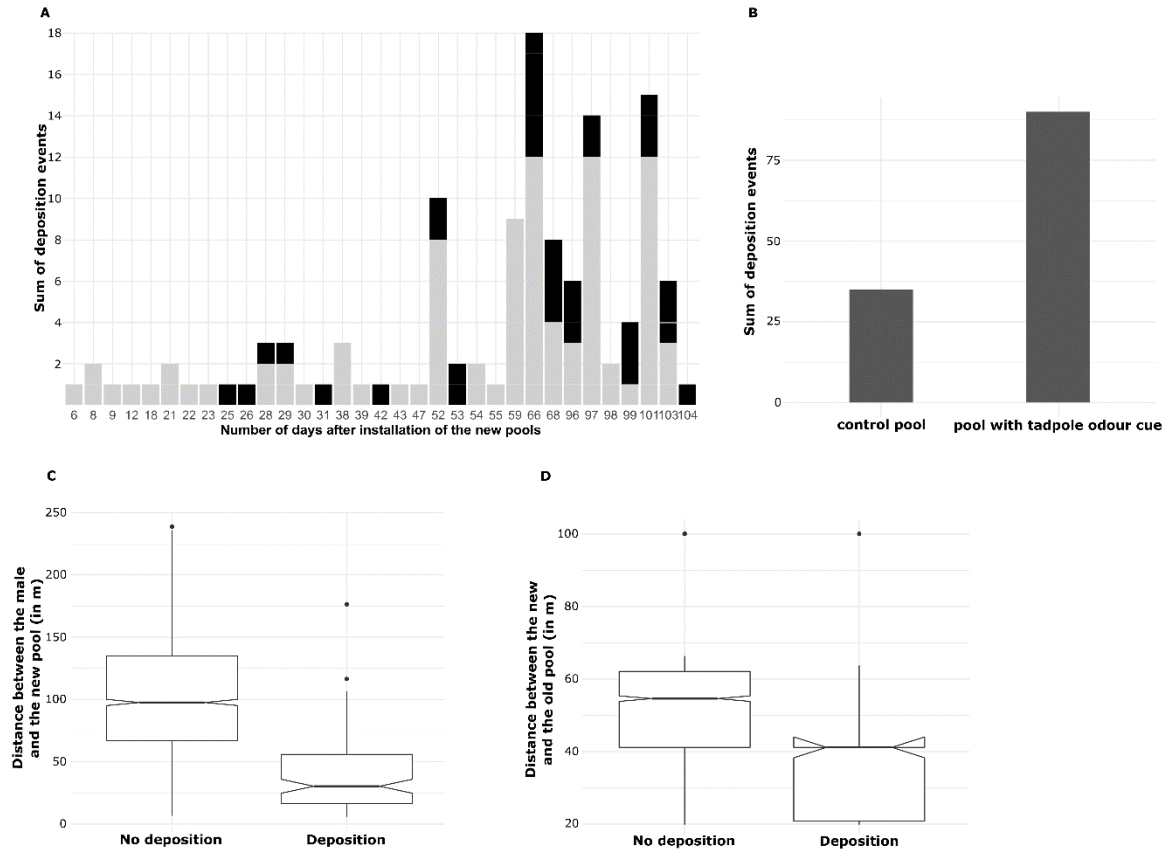 A
Sum of deposition events
18
16
14
12
10
8
6
4
2
6 8 9 12 18 21 22 23 25 26 28 29 30 31 38 39 42 43 47 52 53 54 55 59 66 68 96 97 98 99 101 103 104
Number of days after installation of the new pools
B
Sum of deposition events
75
50
25
0
control pool
pool with tadpole odour cue
C
Distance between the male
and the new pool (in m)
250
200
150
100
50
0
No deposition
Deposition
D
Distance between the new
and the old pool (in m)
100
80
60
40
20
No deposition
Deposition